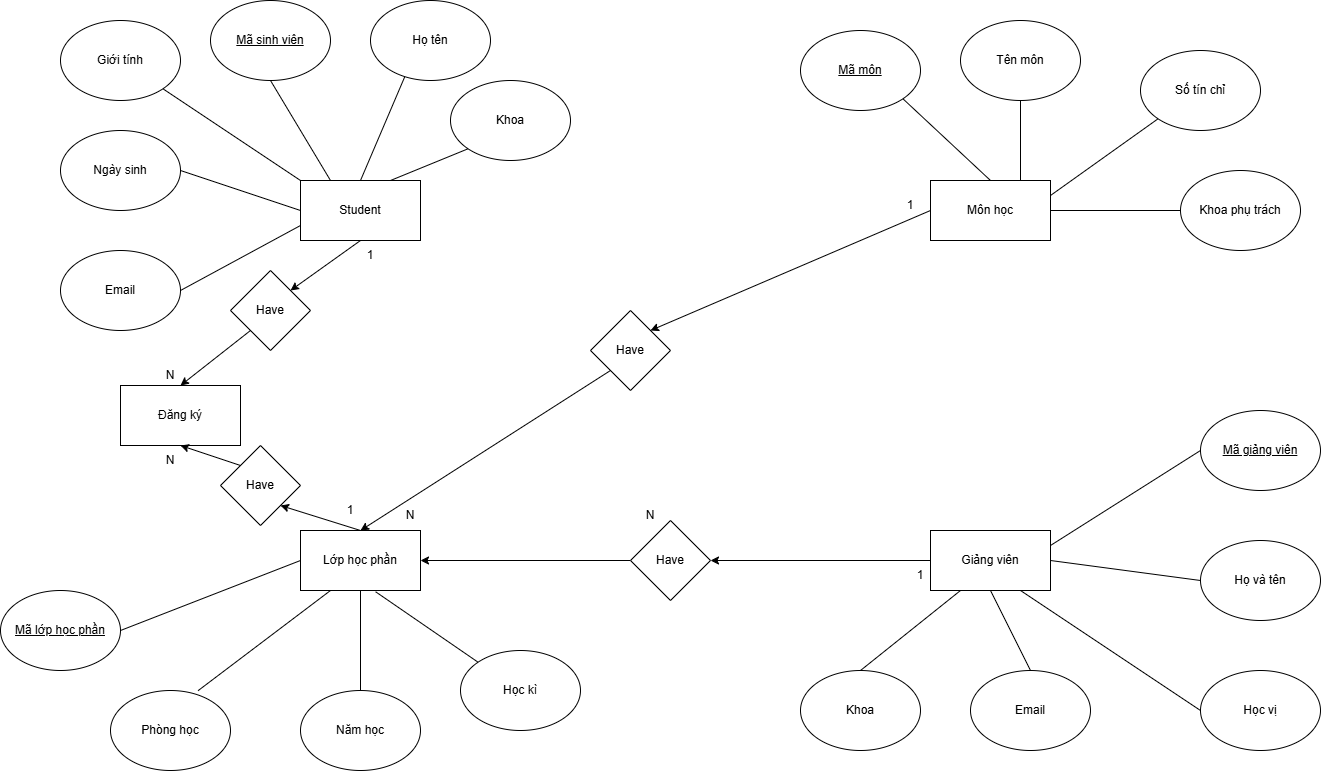 Mã sinh viên
Họ tên
Giới tính
Khoa
Ngày sinh
Email
Student
1
Have
N
Đăng ký
N
Have
1
N
Lớp học phần
Mã lớp học phần
Phòng học
Năm học
Học kì
Mã môn
Tên môn
Số tín chỉ
Khoa phụ trách
Môn học
1
Have
N
Have
1
Giảng viên
Mã giảng viên
Họ và tên
Học vị
Email
Khoa